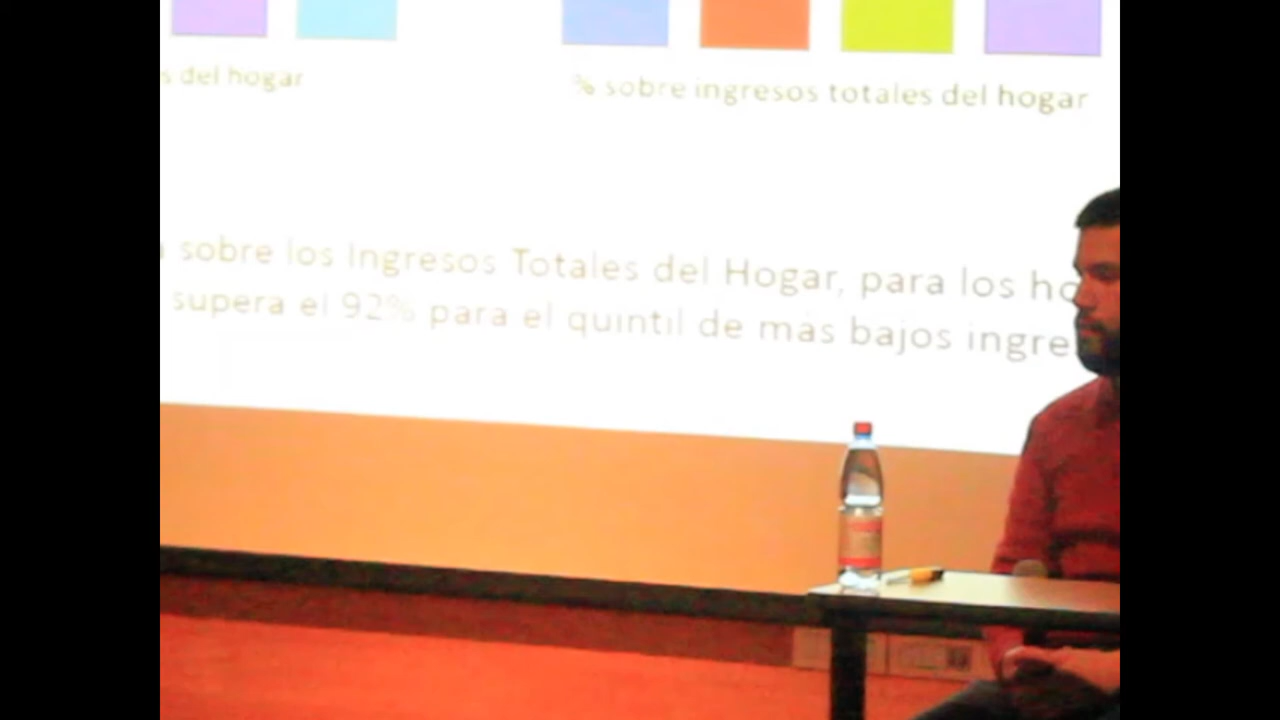 s del hogar
% sobre ingresos totales del hogar
sobre los Ingresos Totales del Hogar, para los ho
supera el 92% para el quintil de más bajos ingre